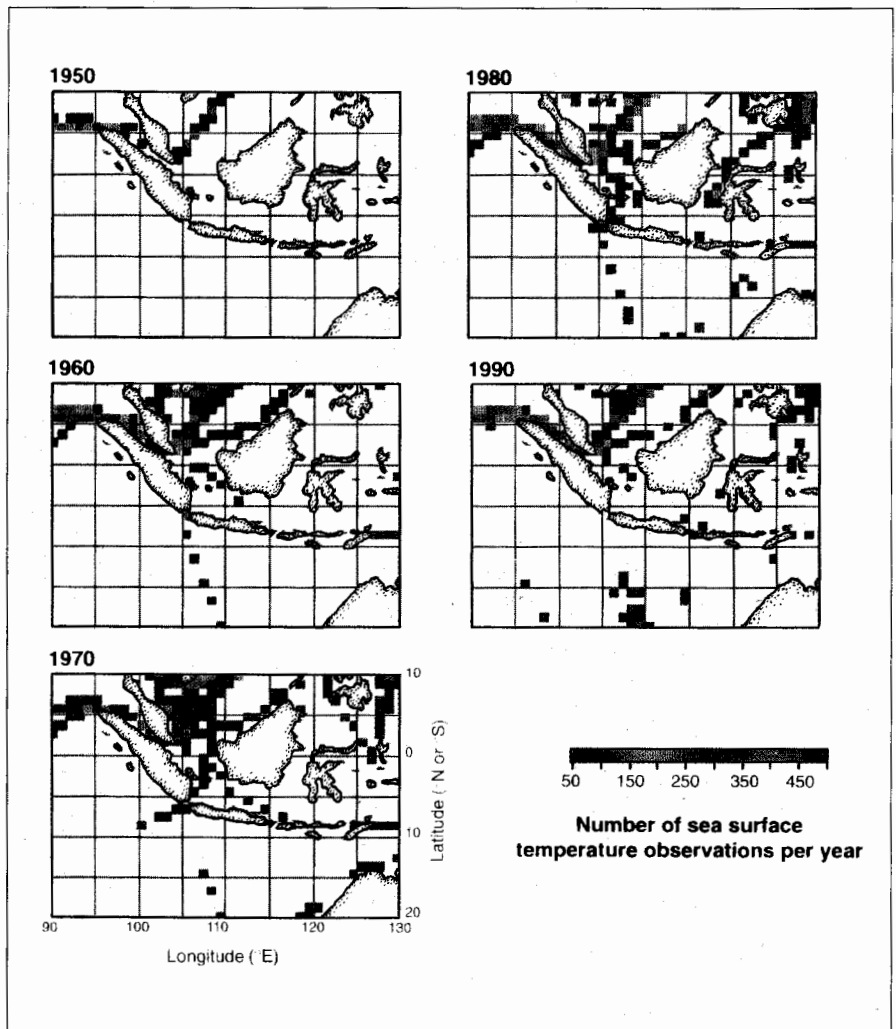 1950
1980
1960
1990
1970
10
0
10
20
Latitude (°N or °S)
90 100 110 120 130
Longitude (°E)
50 150 250 350 450
Number of sea surface
temperature observations per year